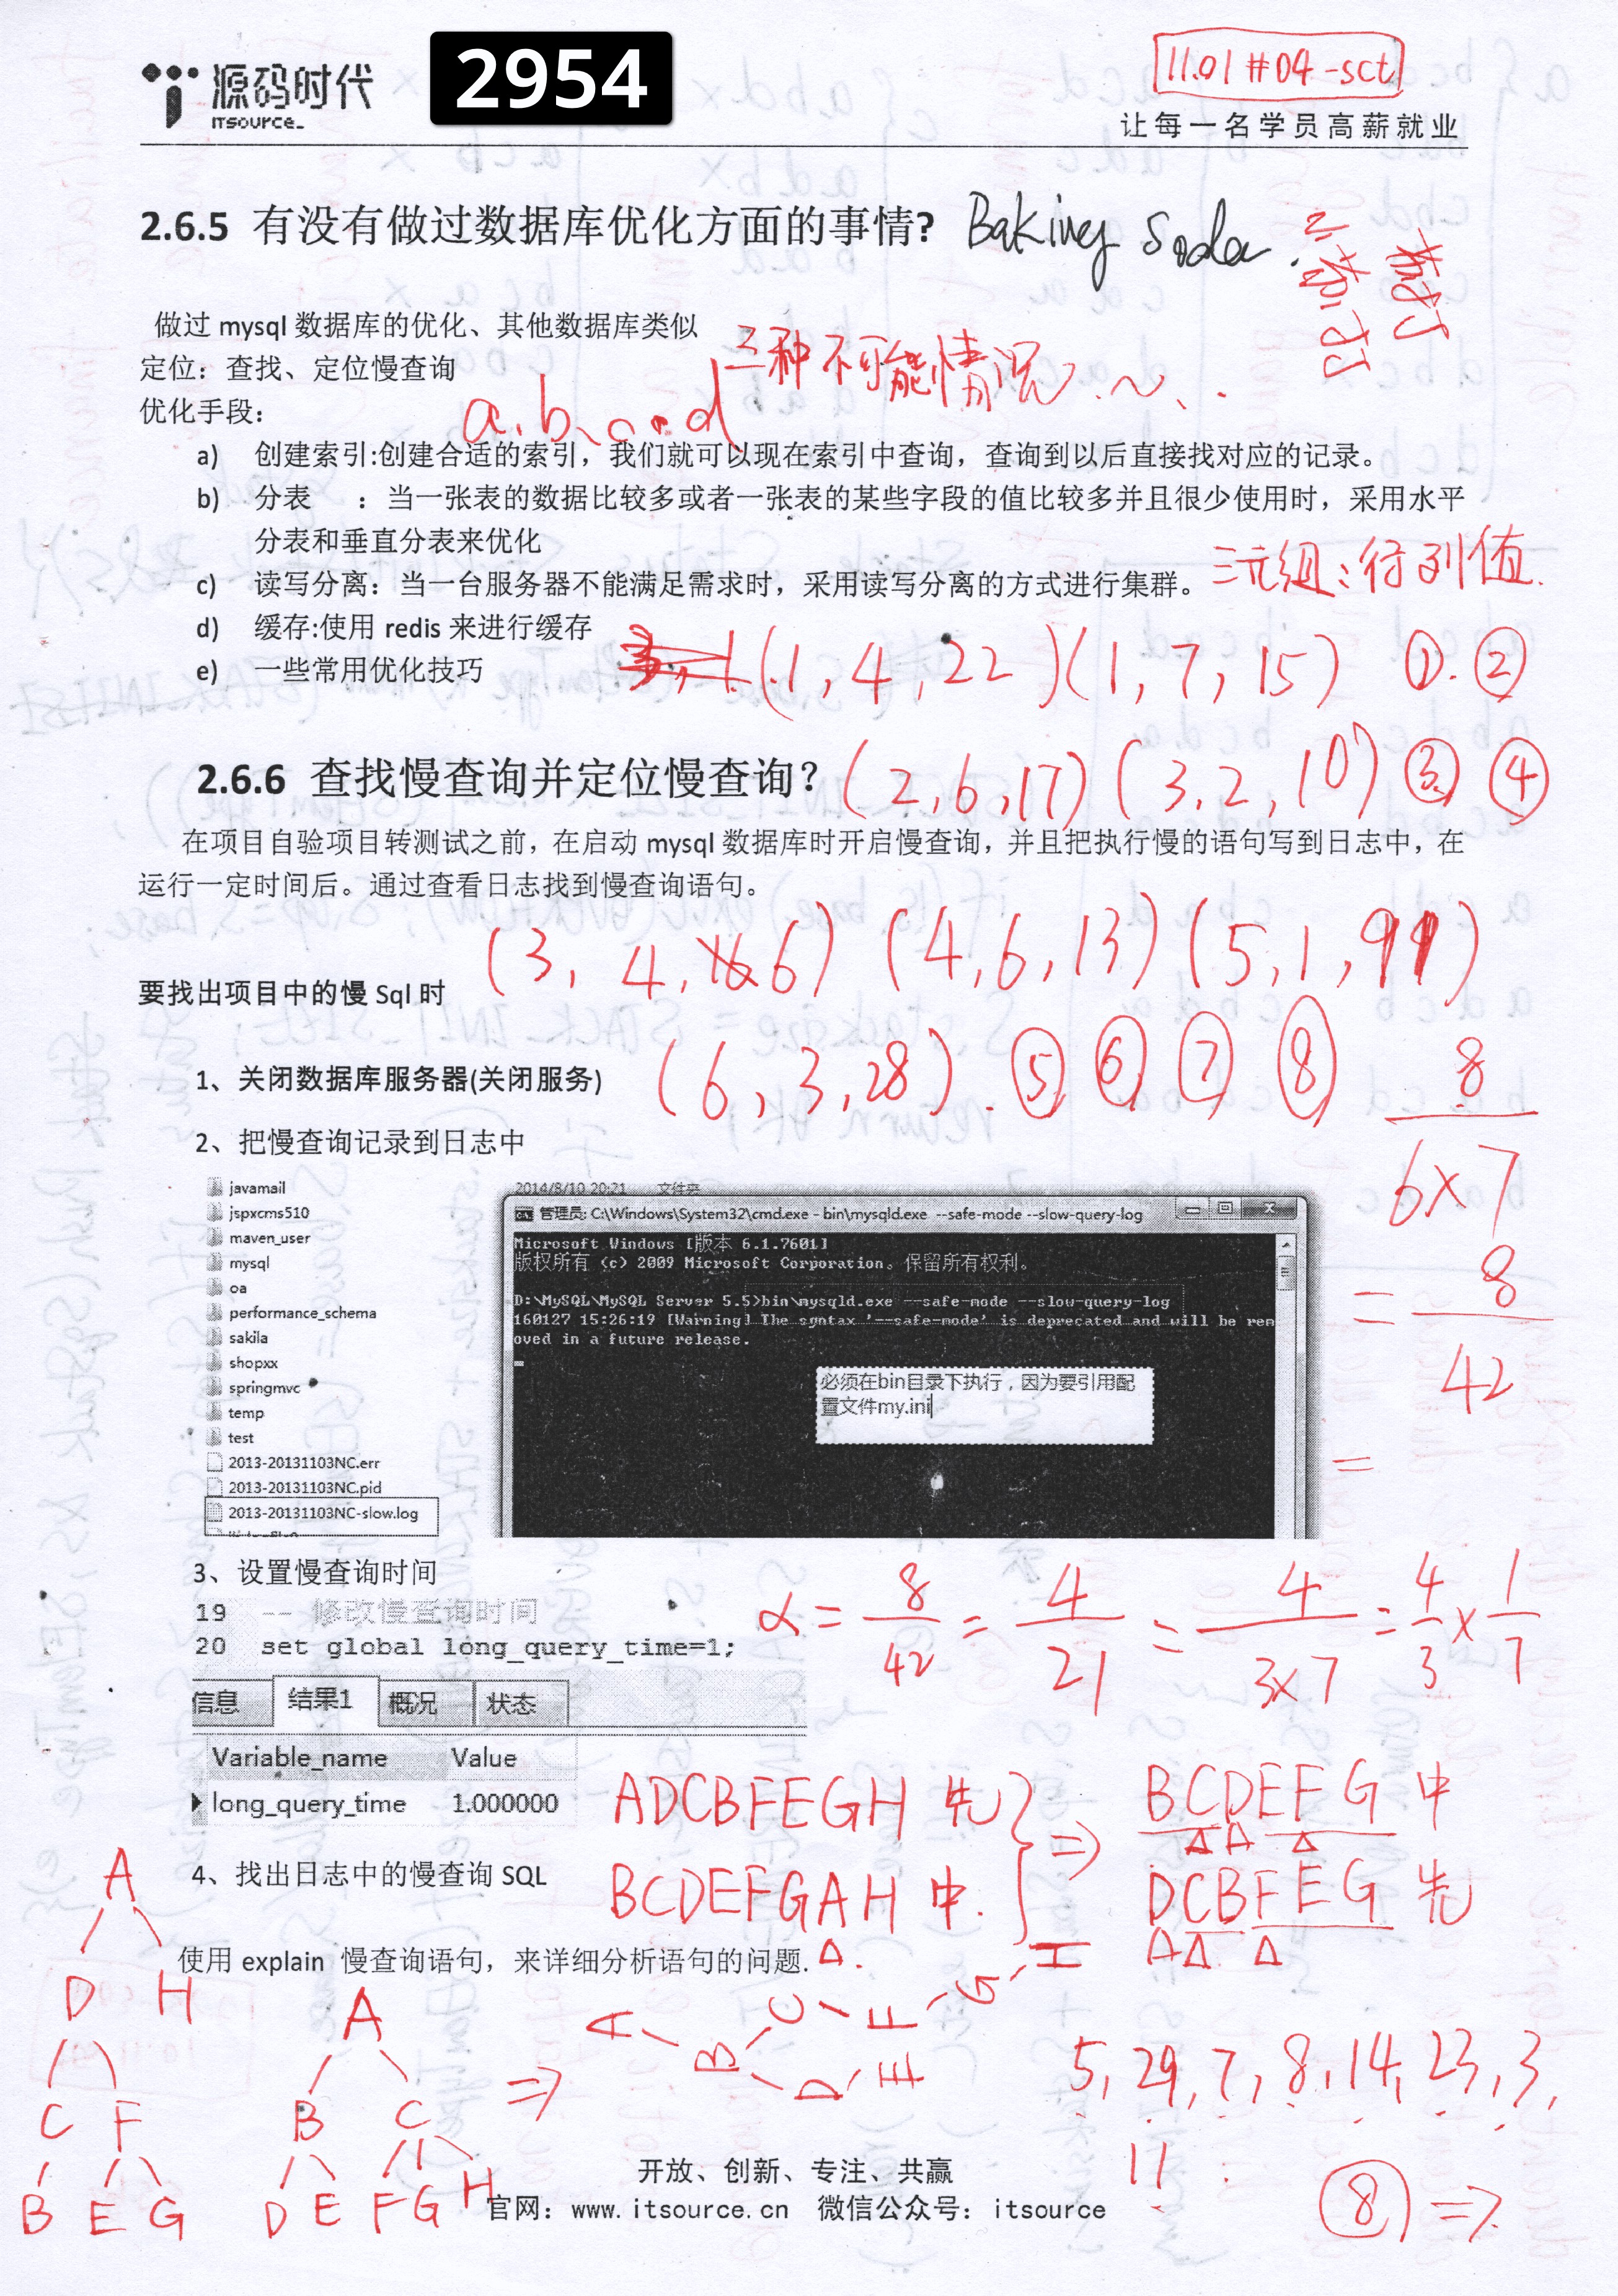 源码时代
ITSOURCE_
2954
11.01 #04-sct
让每一名学员高薪就业
2.6.5 有没有做过数据库优化方面的事情?
Baking Soda.
做过 mysql 数据库的优化、其他数据库类似
三种不可能情况
定位：查找、定位慢查询
优化手段：
a、b、c、d
a) 创建索引:创建合适的索引，我们就可以现在索引中查询，查询到以后直接找对应的记录。
b) 分表 ：当一张表的数据比较多或者一张表的某些字段的值比较多并且很少使用时，采用水平
分表和垂直分表来优化
c) 读写分离：当一台服务器不能满足需求时，采用读写分离的方式进行集群。
三元组：行列值.
d) 缓存:使用 redis 来进行缓存
e) 一些常用优化技巧
(1,4,22)(1,7,15) ①.②
2.6.6 查找慢查询并定位慢查询？
(2,6,17)(3,2,10) ③ ④
在项目自验项目转测试之前，在启动 mysql 数据库时开启慢查询，并且把执行慢的语句写到日志中，在
运行一定时间后。通过查看日志找到慢查询语句。
(3,4,6) (4,6,13) (5,1,91)
要找出项目中的慢 Sql 时
(6,3,28). ⑤ ⑥ ⑦ ⑧
1、关闭数据库服务器(关闭服务)
8
6×7
= 8
42
=
2、把慢查询记录到日志中
javamail
jspxcms510
maven_user
mysql
oa
performance_schema
sakila
shopxx
springmvc
temp
test
2013-20131103NC.err
2013-20131103NC.pid
2013-20131103NC-slow.log
2014/8/10 20:21 文件夹
管理员: C:\Windows\System32\cmd.exe - bin\mysqld.exe --safe-mode --slow-query-log
Microsoft Windows [版本 6.1.7601]
版权所有 (c) 2009 Microsoft Corporation。保留所有权利。
D:\MySQL\MySQL Server 5.5>bin\mysqld.exe --safe-mode --slow-query-log
160127 15:26:19 [Warning] The syntax '--safe-mode' is deprecated and will be rem
oved in a future release.
必须在bin目录下执行，因为要引用配
置文件my.ini
3、设置慢查询时间
19 -- 修改慢查询时间
20 set global long_query_time=1;
α = 8/42 = 4/21 = 4/3×7 = 4/3 × 1/7
信息 结果1 概况 状态
Variable_name Value
long_query_time 1.000000
ADCBFEGH 先
BCDEFGAH 中.
⇒
BCDEFG 中
DCBFEG 先
4、找出日志中的慢查询 SQL
使用 explain 慢查询语句，来详细分析语句的问题.
A
D H
C F
B E G
A
B C
D E F G H
⇒
A B C D E F G H
5, 29, 7, 8, 14, 23, 3,
11
⑧ ⇒
开放、创新、专注、共赢
官网：www.itsource.cn 微信公众号：itsource